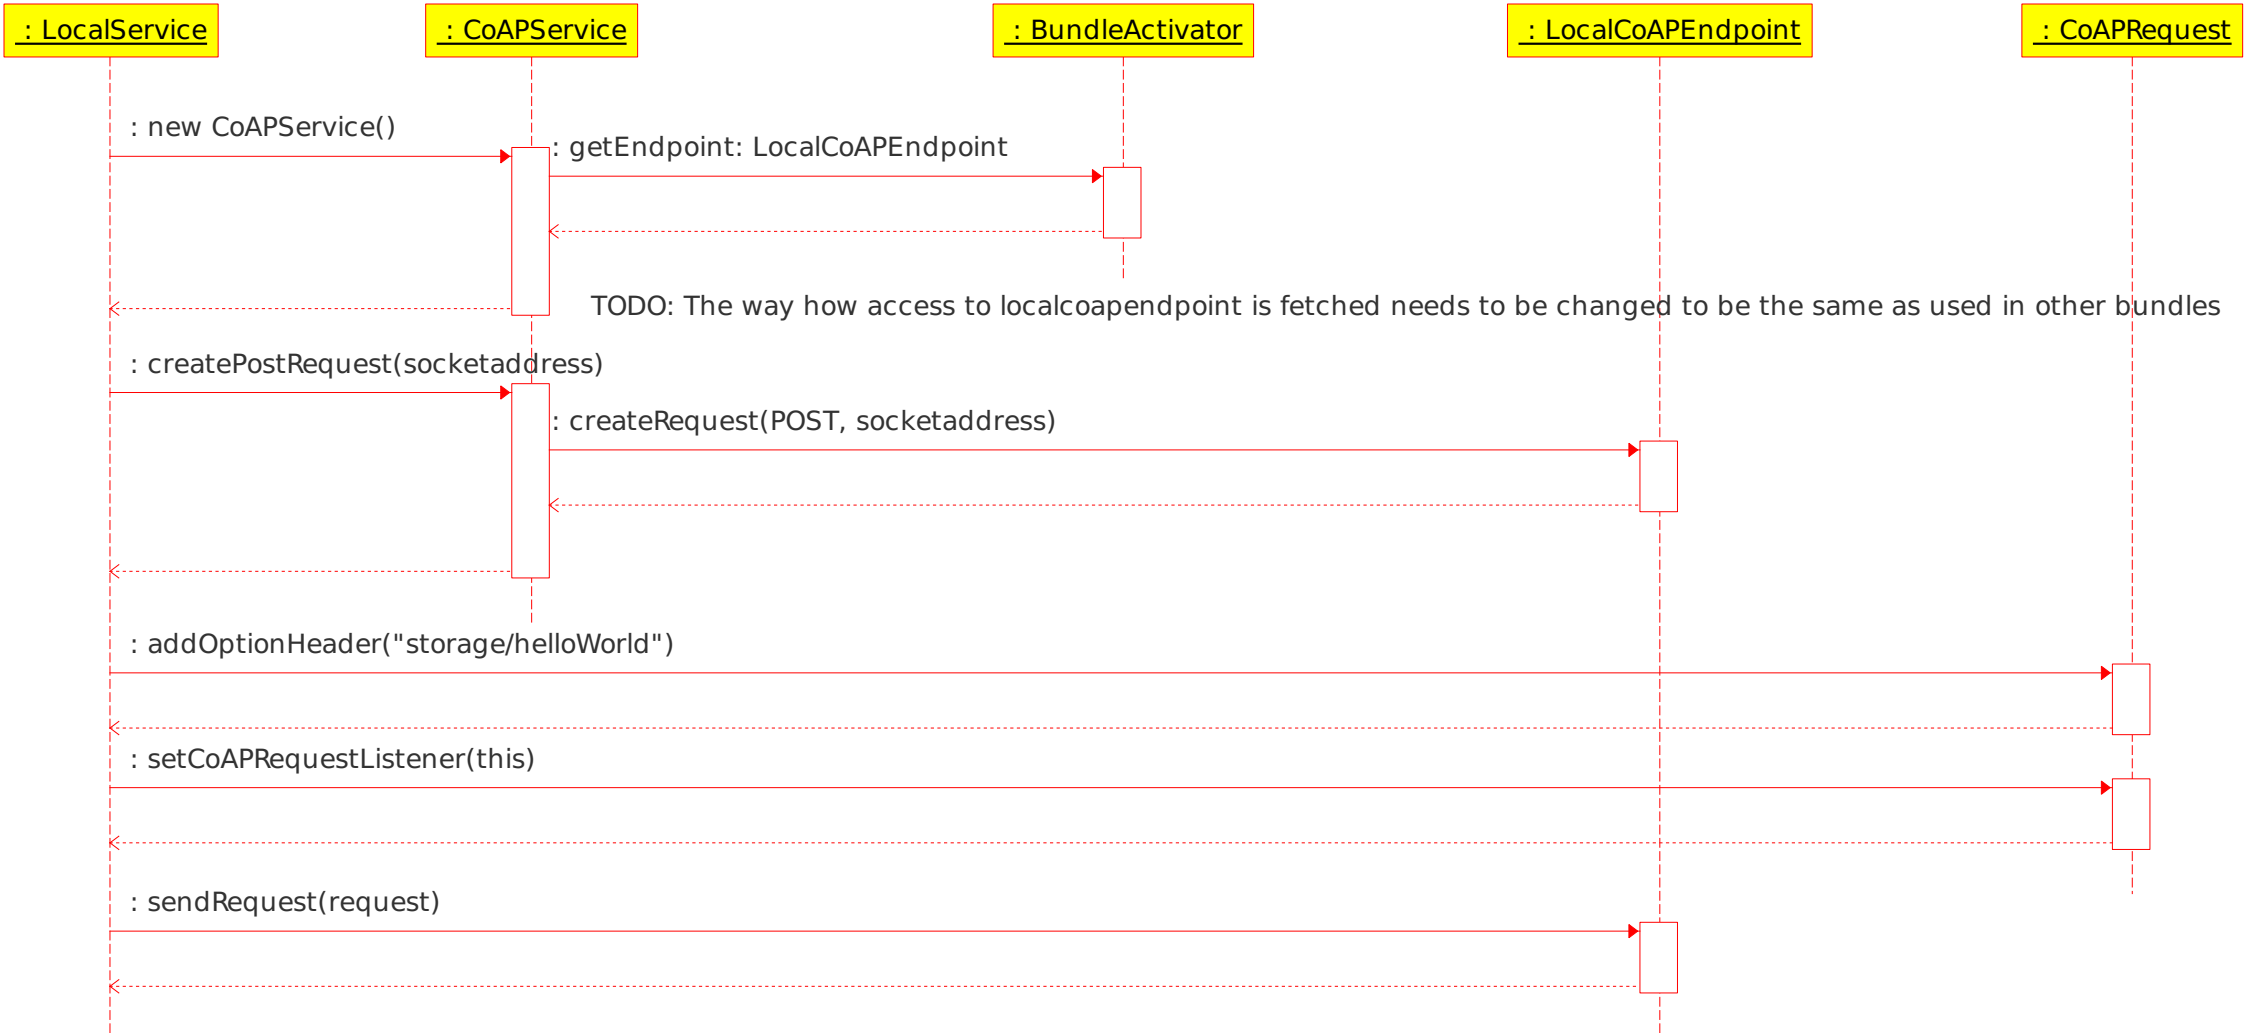 : LocalService
: CoAPService
: BundleActivator
: LocalCoAPEndpoint
: CoAPRequest
: new CoAPService()
: getEndpoint: LocalCoAPEndpoint
TODO: The way how access to localcoapendpoint is fetched needs to be changed to be the same as used in other bundles
: createPostRequest(socketaddress)
: createRequest(POST, socketaddress)
: addOptionHeader("storage/helloWorld")
: setCoAPRequestListener(this)
: sendRequest(request)